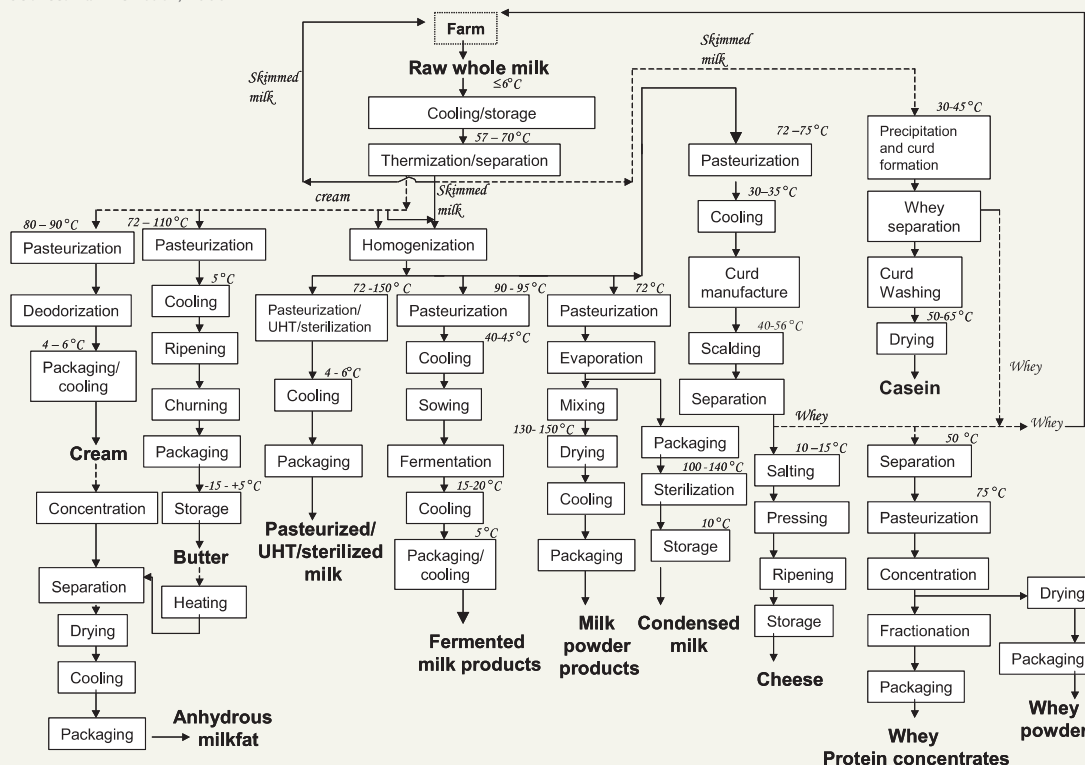 Farm
Raw whole milk
≤6°C
Cooling/storage
57 – 70°C
Thermization/separation
Skimmed
milk
Skimmed
milk
cream
Skimmed
milk
Homogenization
80 – 90°C
Pasteurization
Deodorization
4 – 6°C
Packaging/
cooling
Cream
Concentration
Separation
Drying
Cooling
Packaging
Anhydrous
milkfat
72 – 110°C
Pasteurization
5°C
Cooling
Ripening
Churning
Packaging
-15 - +5°C
Storage
Butter
Heating
72 -150° C
Pasteurization/
UHT/sterilization
4 - 6°C
Cooling
Packaging
Pasteurized/
UHT/sterilized
milk
90 - 95°C
Pasteurization
40-45°C
Cooling
Sowing
Fermentation
15-20°C
Cooling
5°C
Packaging/
cooling
Fermented
milk products
72°C
Pasteurization
Evaporation
Mixing
130- 150°C
Drying
Cooling
Packaging
Milk
powder
products
Packaging
100 -140°C
Sterilization
10°C
Storage
Condensed
milk
72 –75°C
Pasteurization
30–35°C
Cooling
Curd
manufacture
40-56°C
Scalding
Separation
Whey
10 –15°C
Salting
Pressing
Ripening
Storage
Cheese
30-45°C
Precipitation
and curd
formation
Whey
separation
Curd
Washing
50-65°C
Drying
Casein
Whey
Whey
50 °C
Separation
75°C
Pasteurization
Concentration
Fractionation
Packaging
Whey
Protein concentrates
Drying
Packaging
Whey
powder